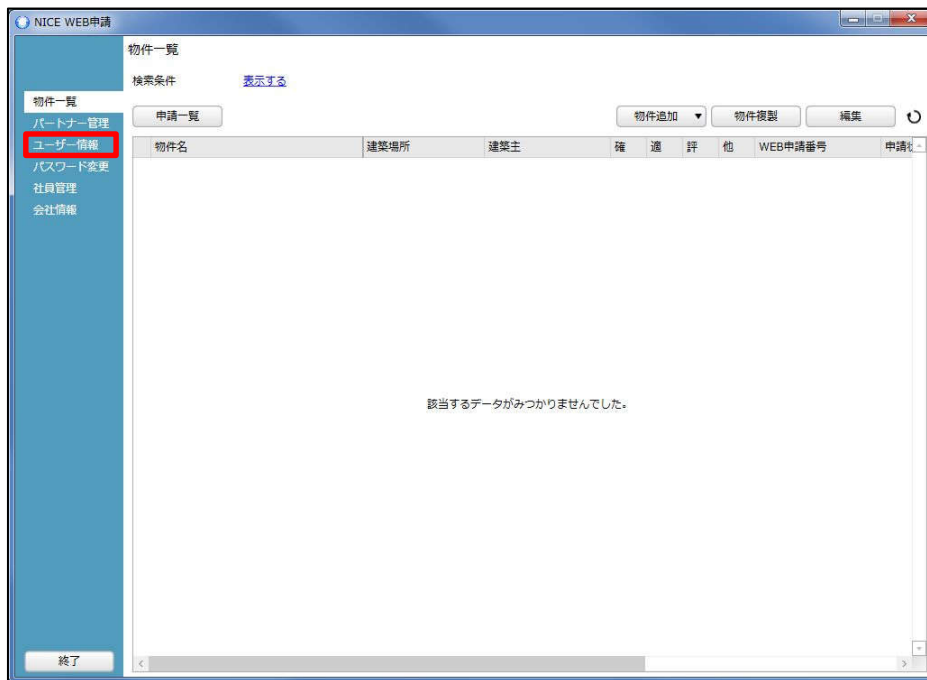 NICE WEB申請
物件一覧
検索条件 表示する
物件一覧
パートナー管理
ユーザー情報
パスワード変更
社員管理
会社情報
申請一覧 物件追加 ▼ 物件複製 編集
物件名 建築場所 建築主 確 適 評 他 WEB申請番号 申請
該当するデータがみつかりませんでした。
終了